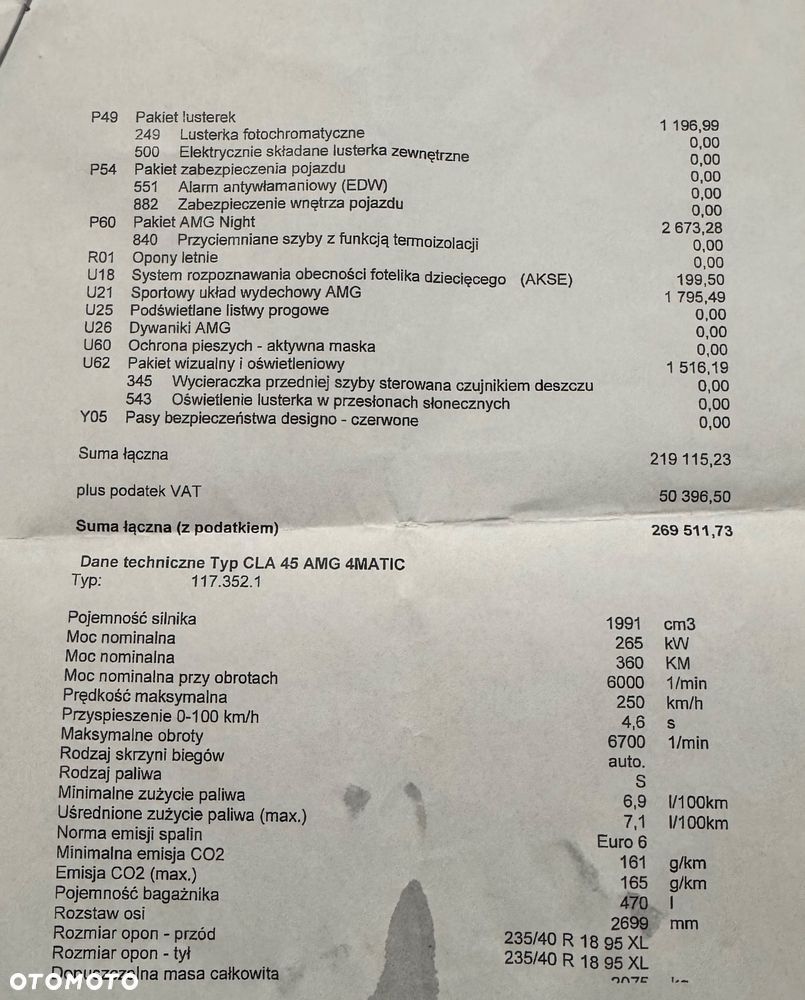 P49 Pakiet lusterek 1 196,99
249 Lusterka fotochromatyczne 0,00
500 Elektrycznie składane lusterka zewnętrzne 0,00
P54 Pakiet zabezpieczenia pojazdu 0,00
551 Alarm antywłamaniowy (EDW) 0,00
882 Zabezpieczenie wnętrza pojazdu 0,00
P60 Pakiet AMG Night 2 673,28
840 Przyciemniane szyby z funkcją termoizolacji 0,00
R01 Opony letnie 0,00
U18 System rozpoznawania obecności fotelika dziecięcego (AKSE) 199,50
U21 Sportowy układ wydechowy AMG 1 795,49
U25 Podświetlane listwy progowe 0,00
U26 Dywaniki AMG 0,00
U60 Ochrona pieszych - aktywna maska 0,00
U62 Pakiet wizualny i oświetleniowy 1 516,19
345 Wycieraczka przedniej szyby sterowana czujnikiem deszczu 0,00
543 Oświetlenie lusterka w przesłonach słonecznych 0,00
Y05 Pasy bezpieczeństwa designo - czerwone 0,00
Suma łączna 219 115,23
plus podatek VAT 50 396,50
Suma łączna (z podatkiem) 269 511,73
Dane techniczne Typ CLA 45 AMG 4MATIC
Typ: 117.352.1
Pojemność silnika 1991 cm3
Moc nominalna 265 kW
Moc nominalna 360 KM
Moc nominalna przy obrotach 6000 1/min
Prędkość maksymalna 250 km/h
Przyspieszenie 0-100 km/h 4,6 s
Maksymalne obroty 6700 1/min
Rodzaj skrzyni biegów auto.
Rodzaj paliwa S
Minimalne zużycie paliwa 6,9 l/100km
Uśrednione zużycie paliwa (max.) 7,1 l/100km
Norma emisji spalin Euro 6
Minimalna emisja CO2 161 g/km
Emisja CO2 (max.) 165 g/km
Pojemność bagażnika 470 l
Rozstaw osi 2699 mm
Rozmiar opon - przód 235/40 R 18 95 XL
Rozmiar opon - tył 235/40 R 18 95 XL
Dopuszczalna masa całkowita 2075 kg
OTOMOTO